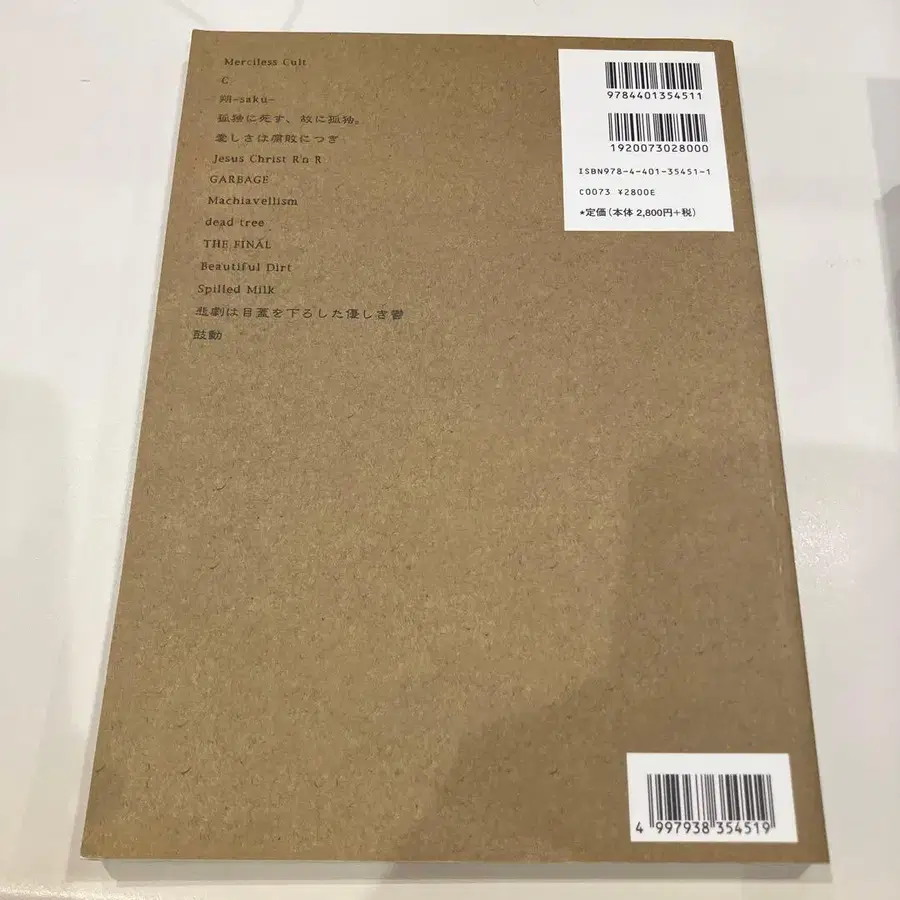 Merciless Cult
C
朔-saku-
孤独に死す、故に孤独。
愛しさは腐敗につき
Jesus Christ R'n R
GARBAGE
Machiavellism
dead tree
THE FINAL
Beautiful Dirt
Spilled Milk
悲劇は目蓋を下ろした優しき鬱
鼓動
9784401354511
1920073028000
ISBN978-4-401-35451-1
C0073 ¥2800E
*定価(本体 2,800円+税)
4 997938 354519